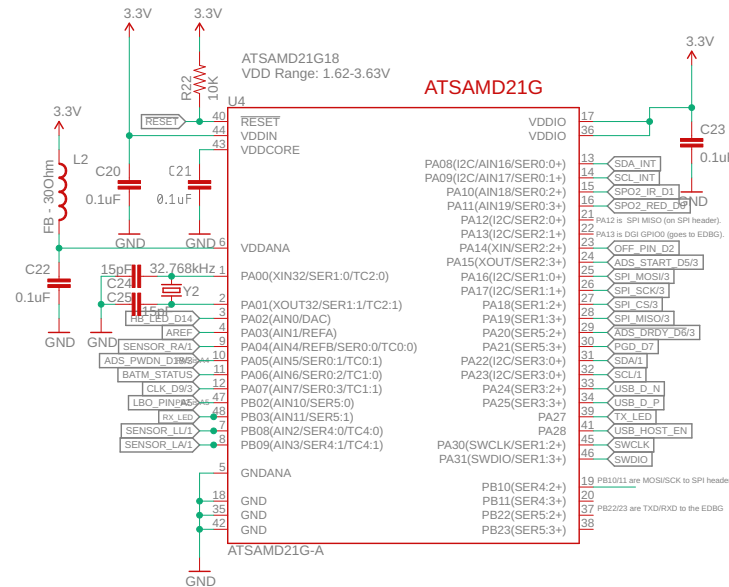 3.3V
3.3V
ATSAMD21G18
VDD Range: 1.62-3.63V
ATSAMD21G
3.3V
R22
10K
U4
3.3V
RESET
40
RESET
44
VDDIN
43
VDDCORE
VDDIO
17
VDDIO
36
C23
0.1uF
GND
L2
FB - 30Ohm
C20
0.1uF
GND
C21
0.1uF
GND
6
VDDANA
C22
0.1uF
GND
15pF
C24
C25
15pF
32.768kHz
Y2
GND
1
PA00(XIN32/SER1:0/TC2:0)
2
PA01(XOUT32/SER1:1/TC2:1)
HB_LED_D14
3
PA02(AIN0/DAC)
AREF
4
PA03(AIN1/REFA)
SENSOR_RA/1
9
PA04(AIN4/REFB/SER0:0/TC0:0)
10
PA05(AIN5/SER0:1/TC0:1)
BATM_STATUS
11
PA06(AIN6/SER0:2/TC1:0)
CLK_D9/3
12
PA07(AIN7/SER0:3/TC1:1)
47
PB02(AIN10/SER5:0)
RX_LED
48
PB03(AIN11/SER5:1)
SENSOR_LL/1
7
PB08(AIN2/SER4:0/TC4:0)
SENSOR_LA/1
8
PB09(AIN3/SER4:1/TC4:1)
5
GNDANA
18
GND
35
GND
42
GND
GND
PA08(I2C/AIN16/SER0:0+)
13
SDA_INT
PA09(I2C/AIN17/SER0:1+)
14
SCL_INT
PA10(AIN18/SER0:2+)
15
SPO2_IR_D1
PA11(AIN19/SER0:3+)
16
SPO2_RED_D0
PA12(I2C/SER2:0+)
21
PA12 is SPI MISO (on SPI header).
PA13(I2C/SER2:1+)
22
PA13 is DGI GPIO0 (goes to EDBG).
PA14(XIN/SER2:2+)
23
OFF_PIN_D2
PA15(XOUT/SER2:3+)
24
ADS_START_D5/3
PA16(I2C/SER1:0+)
25
SPI_MOSI/3
PA17(I2C/SER1:1+)
26
SPI_SCK/3
PA18(SER1:2+)
27
SPI_CS/3
PA19(SER1:3+)
28
SPI_MISO/3
PA20(SER5:2+)
29
ADS_DRDY_D6/3
PA21(SER5:3+)
30
PGD_D7
PA22(I2C/SER3:0+)
31
SDA/1
PA23(I2C/SER3:1+)
32
SCL/1
PA24(SER3:2+)
33
USB_D_N
PA25(SER3:3+)
34
USB_D_P
PA27
39
TX_LED
PA28
41
USB_HOST_EN
PA30(SWCLK/SER1:2+)
45
SWCLK
PA31(SWDIO/SER1:3+)
46
SWDIO
PB10(SER4:2+)
19
PB10/11 are MOSI/SCK to SPI header
PB11(SER4:3+)
20
PB22(SER5:2+)
37
PB22/23 are TXD/RXD to the EDBG
PB23(SER5:3+)
38
ATSAMD21G-A